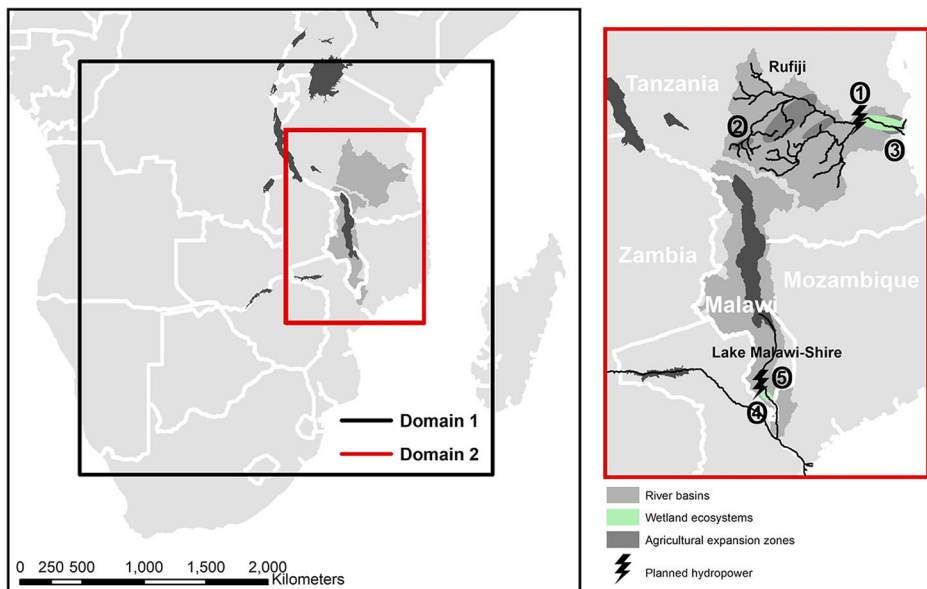 Domain 1
Domain 2
0 250 500 1,000 1,500 2,000
Kilometers
Tanzania
Rufiji
1
2
3
Zambia
Mozambique
Malawi
Lake Malawi-Shire
5
4
River basins
Wetland ecosystems
Agricultural expansion zones
Planned hydropower